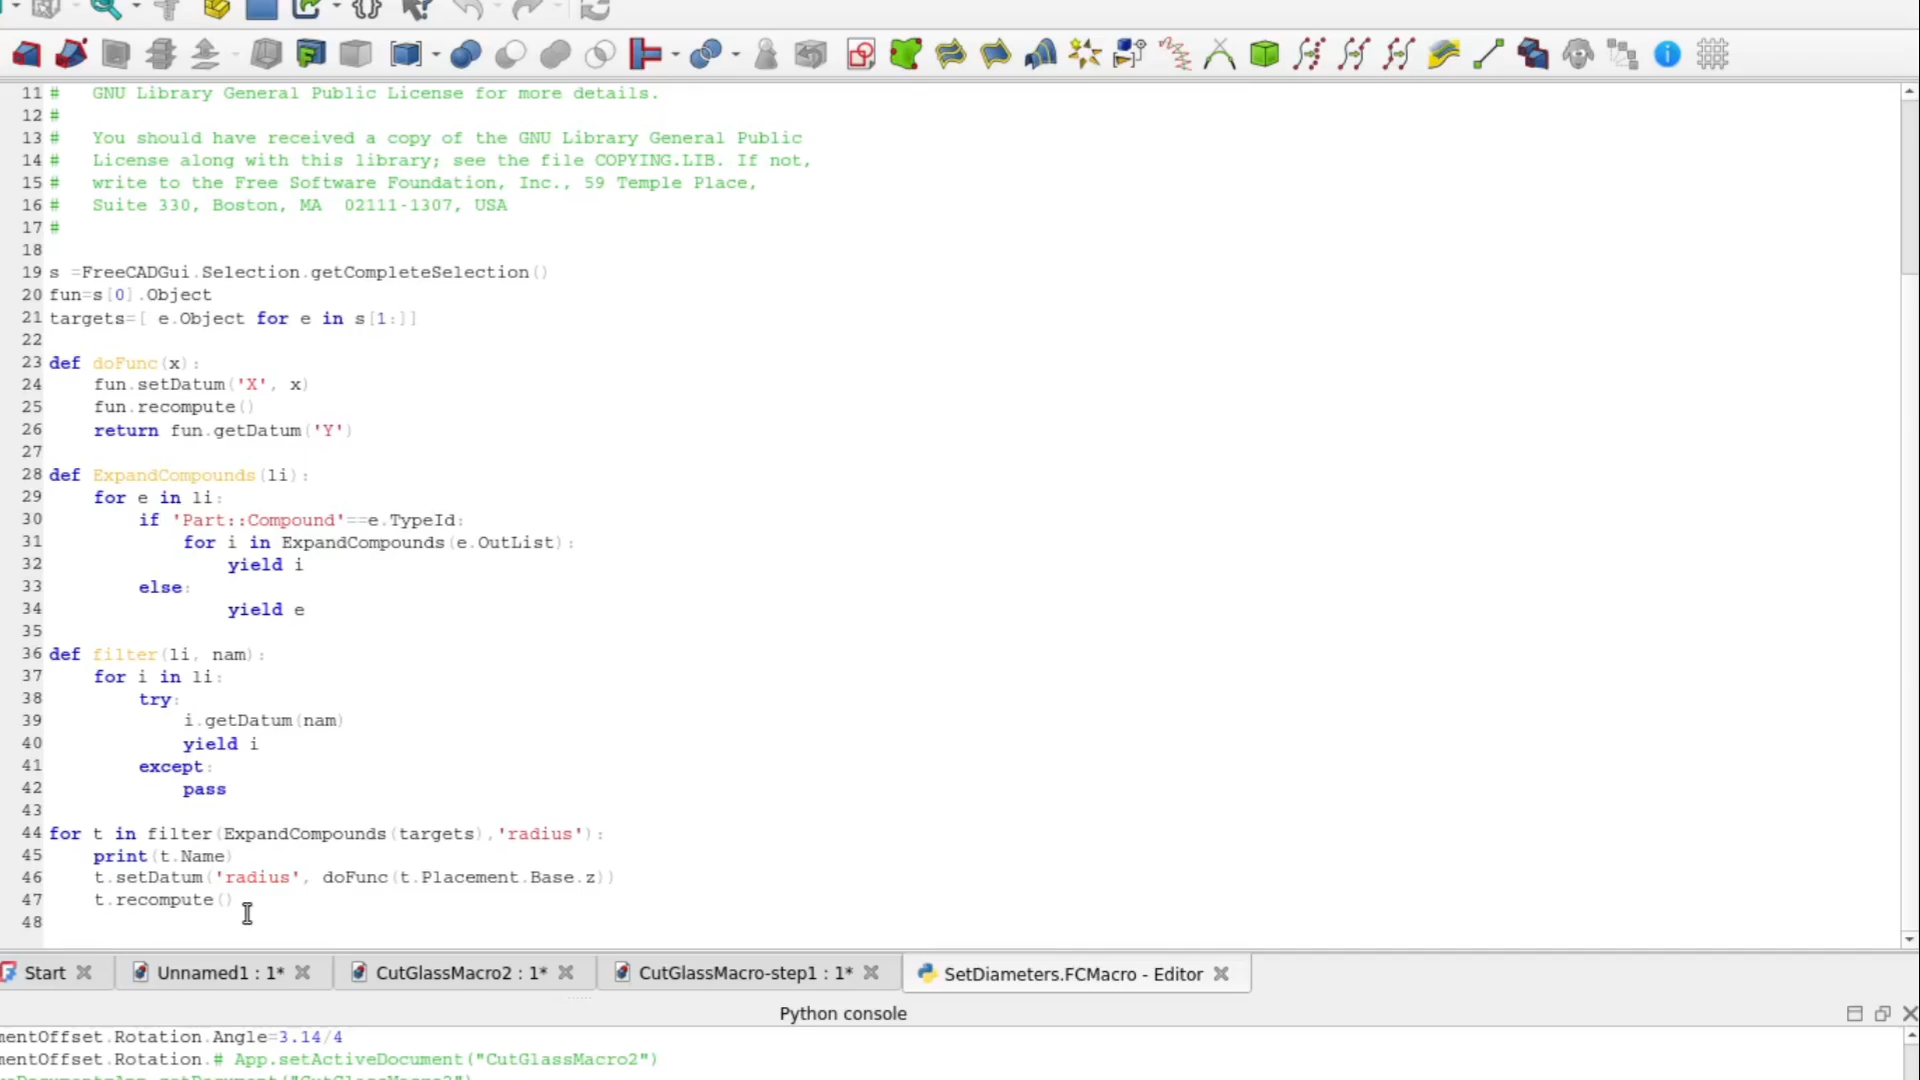 11 #   GNU Library General Public License for more details.
12 #
13 #   You should have received a copy of the GNU Library General Public
14 #   License along with this library; see the file COPYING.LIB. If not,
15 #   write to the Free Software Foundation, Inc., 59 Temple Place,
16 #   Suite 330, Boston, MA  02111-1307, USA
17 #
18
19 s =FreeCADGui.Selection.getCompleteSelection()
20 fun=s[0].Object
21 targets=[ e.Object for e in s[1:]]
22
23 def doFunc(x):
24     fun.setDatum('X', x)
25     fun.recompute()
26     return fun.getDatum('Y')
27
28 def ExpandCompounds(li):
29     for e in li:
30         if 'Part::Compound'==e.TypeId:
31             for i in ExpandCompounds(e.OutList):
32                 yield i
33         else:
34                 yield e
35
36 def filter(li, nam):
37     for i in li:
38         try:
39             i.getDatum(nam)
40             yield i
41         except:
42             pass
43
44 for t in filter(ExpandCompounds(targets),'radius'):
45     print(t.Name)
46     t.setDatum('radius', doFunc(t.Placement.Base.z))
47     t.recompute()
48
Start Unnamed1 : 1* CutGlassMacro2 : 1* CutGlassMacro-step1 : 1* SetDiameters.FCMacro - Editor
Python console
mentOffset.Rotation.Angle=3.14/4
mentOffset.Rotation.# App.setActiveDocument("CutGlassMacro2")